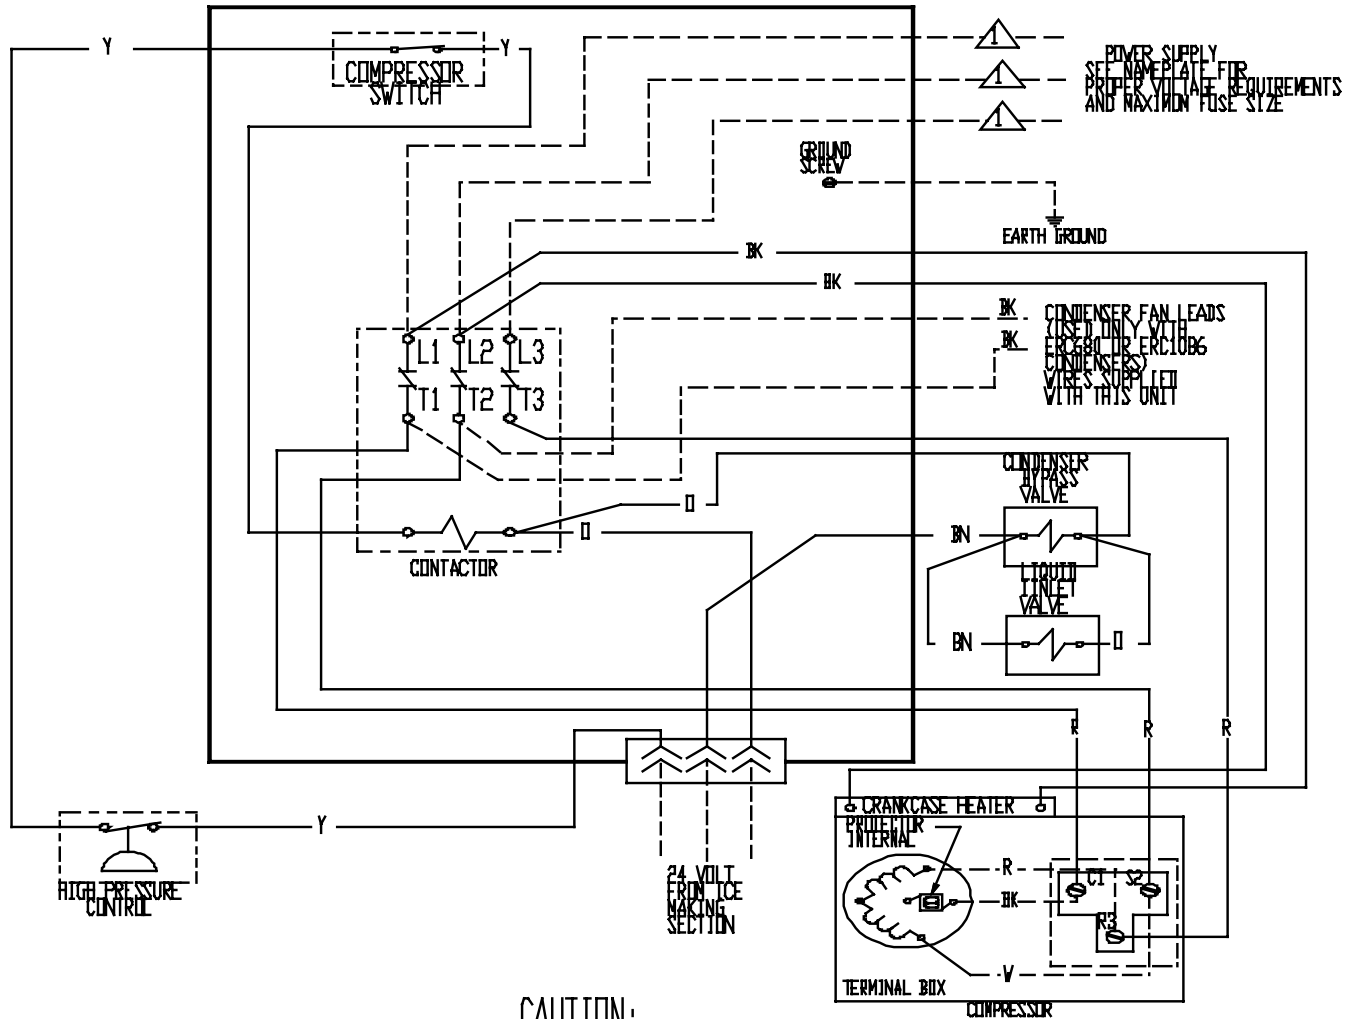 Y
Y
COMPRESSOR
SWITCH
1
1
1
POWER SUPPLY
SEE NAMEPLATE FOR
PROPER VOLTAGE REQUIREMENTS
AND MAXIMUM FUSE SIZE
GROUND
SCREW
EARTH GROUND
BK
BK
BK
BK
CONDENSER FAN LEADS
(USED ONLY WITH
ERC680 OR ERC1086
CONDENSERS)
WIRES SUPPLIED
WITH THIS UNIT
L1
L2
L3
T1
T2
T3
CONDENSER
BYPASS
VALVE
O
O
BN
CONTACTOR
LIQUID
INLET
VALVE
BN
O
R
R
R
CRANKCASE HEATER
PROTECTOR
INTERNAL
Y
HIGH PRESSURE
CONTROL
24 VOLT
FROM ICE
MAKING
SECTION
R
BK
W
C1
S2
R3
TERMINAL BOX
COMPRESSOR
CAUTION: